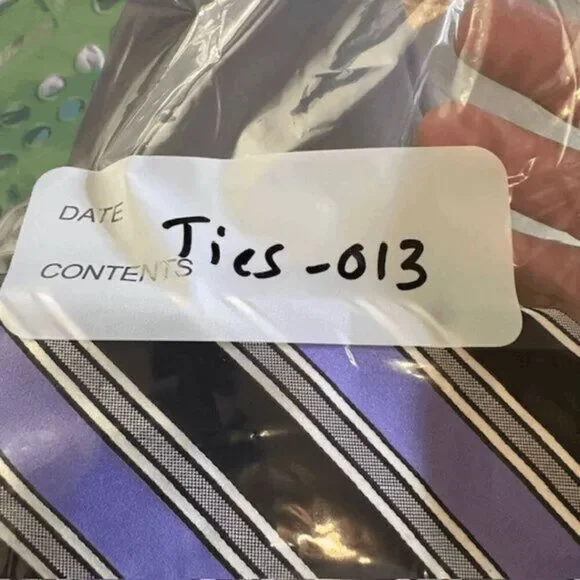 DATE
Ties -013
CONTENTS